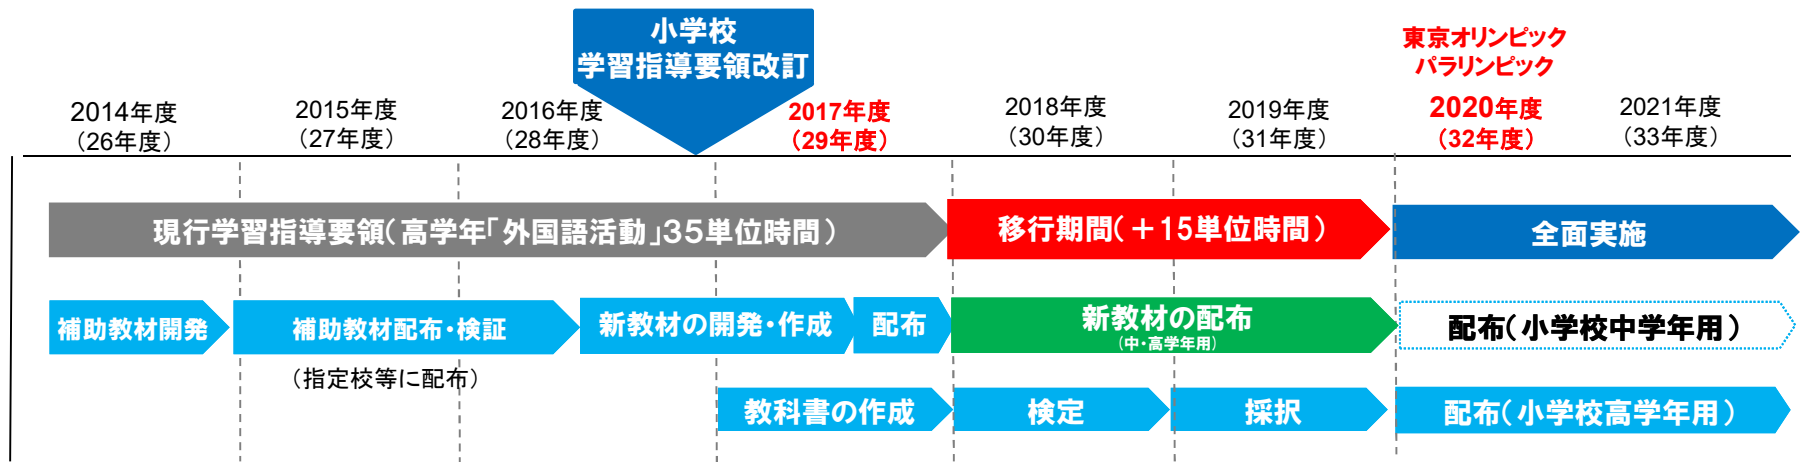 小学校
学習指導要領改訂
東京オリンピック
パラリンピック
2014年度
(26年度)
2015年度
(27年度)
2016年度
(28年度)
2017年度
(29年度)
2018年度
(30年度)
2019年度
(31年度)
2020年度
(32年度)
2021年度
(33年度)
現行学習指導要領(高学年「外国語活動」35単位時間)
移行期間(+15単位時間)
全面実施
補助教材開発
補助教材配布・検証
新教材の開発・作成
配布
新教材の配布
(中・高学年用)
配布(小学校中学年用)
(指定校等に配布)
教科書の作成
検定
採択
配布(小学校高学年用)